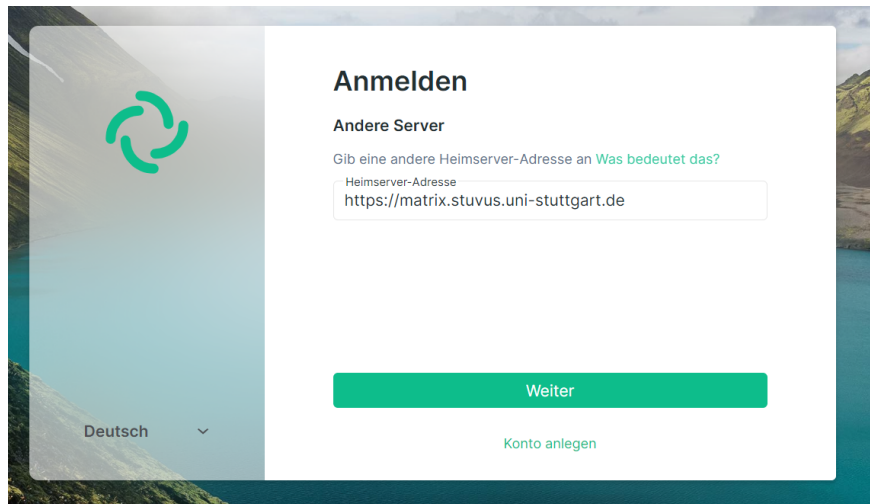 Anmelden
Andere Server
Gib eine andere Heimserver-Adresse an Was bedeutet das?
Heimserver-Adresse
https://matrix.stuvus.uni-stuttgart.de
Weiter
Deutsch
Konto anlegen